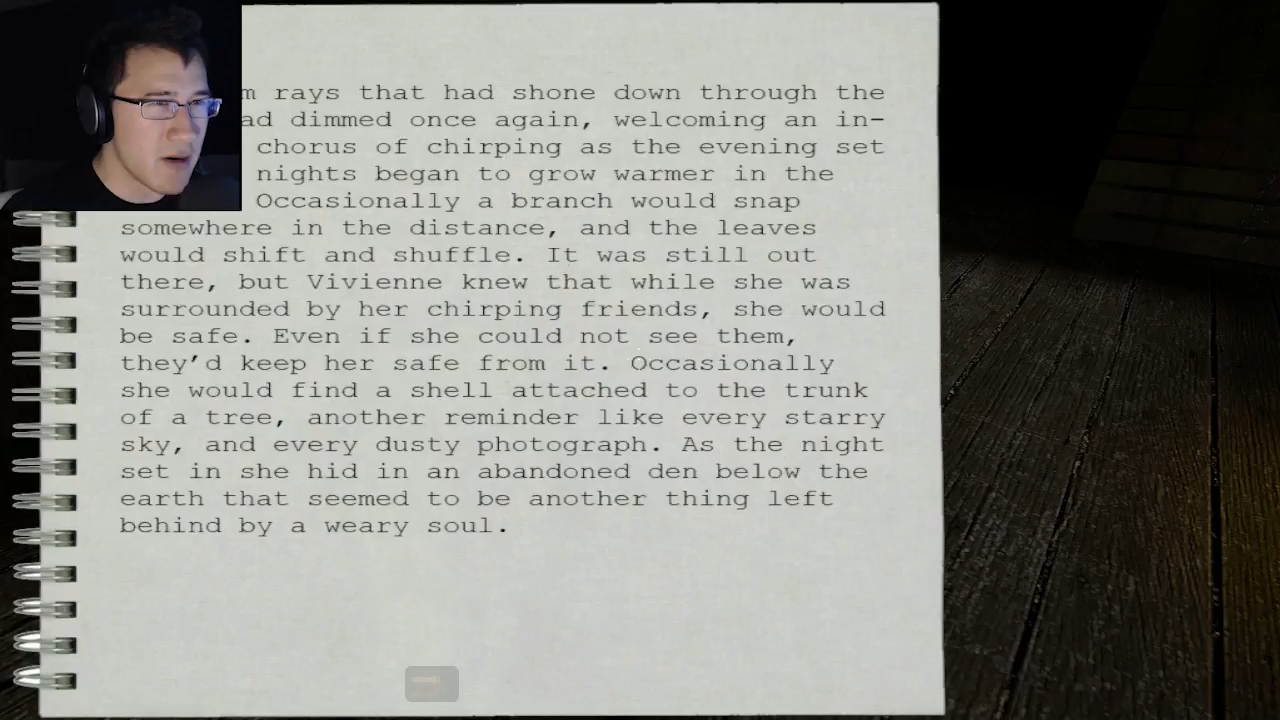 rays that had shone down through the
dimmed once again, welcoming an in-
chorus of chirping as the evening set
nights began to grow warmer in the
Occasionally a branch would snap
somewhere in the distance, and the leaves
would shift and shuffle. It was still out
there, but Vivienne knew that while she was
surrounded by her chirping friends, she would
be safe. Even if she could not see them,
they’d keep her safe from it. Occasionally
she would find a shell attached to the trunk
of a tree, another reminder like every starry
sky, and every dusty photograph. As the night
set in she hid in an abandoned den below the
earth that seemed to be another thing left
behind by a weary soul.